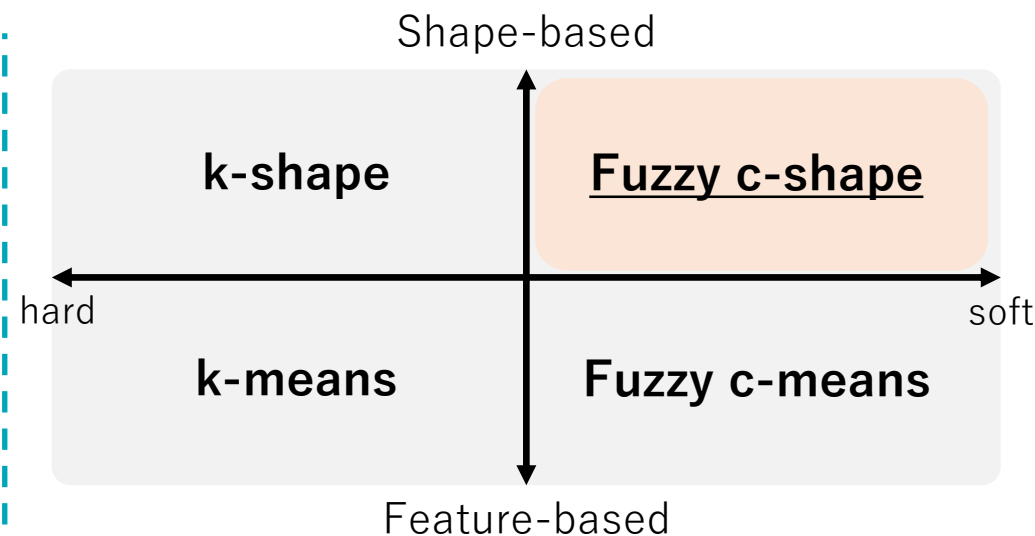 Shape-based
k-shape
Fuzzy c-shape
hard
soft
k-means
Fuzzy c-means
Feature-based